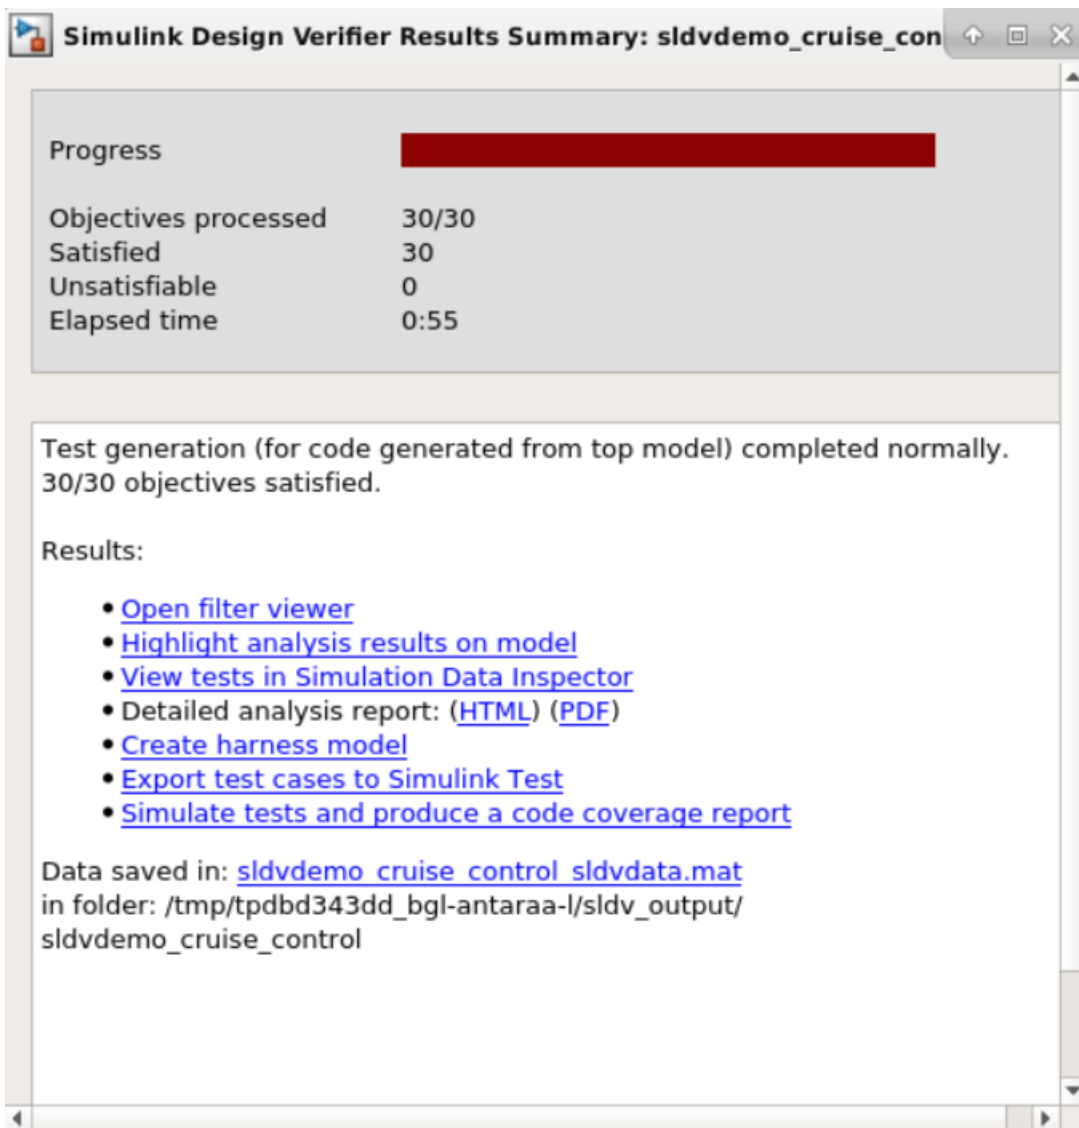 Simulink Design Verifier Results Summary: sldvdemo_cruise_con
Progress
Objectives processed 30/30
Satisfied 30
Unsatisfiable 0
Elapsed time 0:55
Test generation (for code generated from top model) completed normally.
30/30 objectives satisfied.
Results:
• Open filter viewer
• Highlight analysis results on model
• View tests in Simulation Data Inspector
• Detailed analysis report: (HTML) (PDF)
• Create harness model
• Export test cases to Simulink Test
• Simulate tests and produce a code coverage report
Data saved in: sldvdemo_cruise_control_sldvdata.mat
in folder: /tmp/tpdbd343dd_bgl-antaraa-l/sldv_output/
sldvdemo_cruise_control